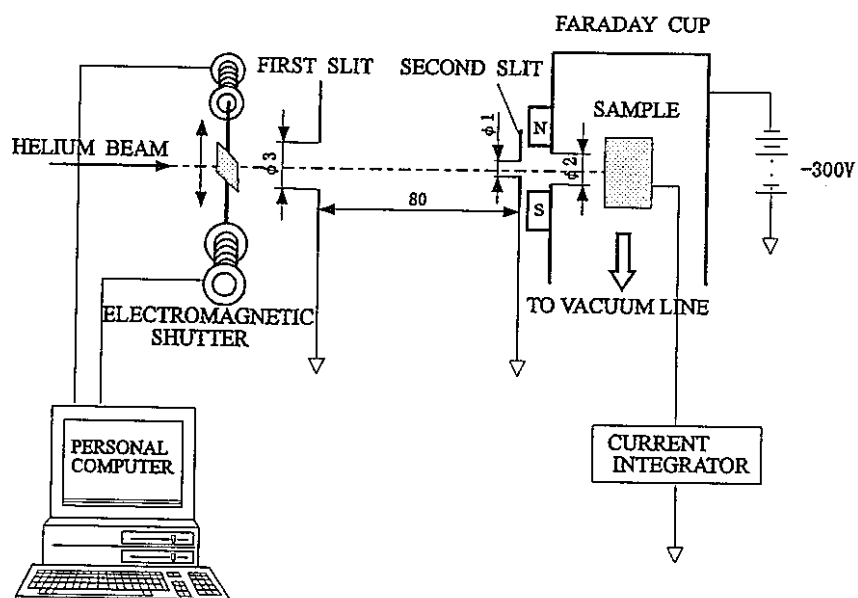 FARADAY CUP
FIRST SLIT
SECOND SLIT
SAMPLE
HELIUM BEAM
φ3
φ1
N
φ2
-300V
80
S
ELECTROMAGNETIC
SHUTTER
TO VACUUM LINE
PERSONAL
COMPUTER
CURRENT
INTEGRATOR